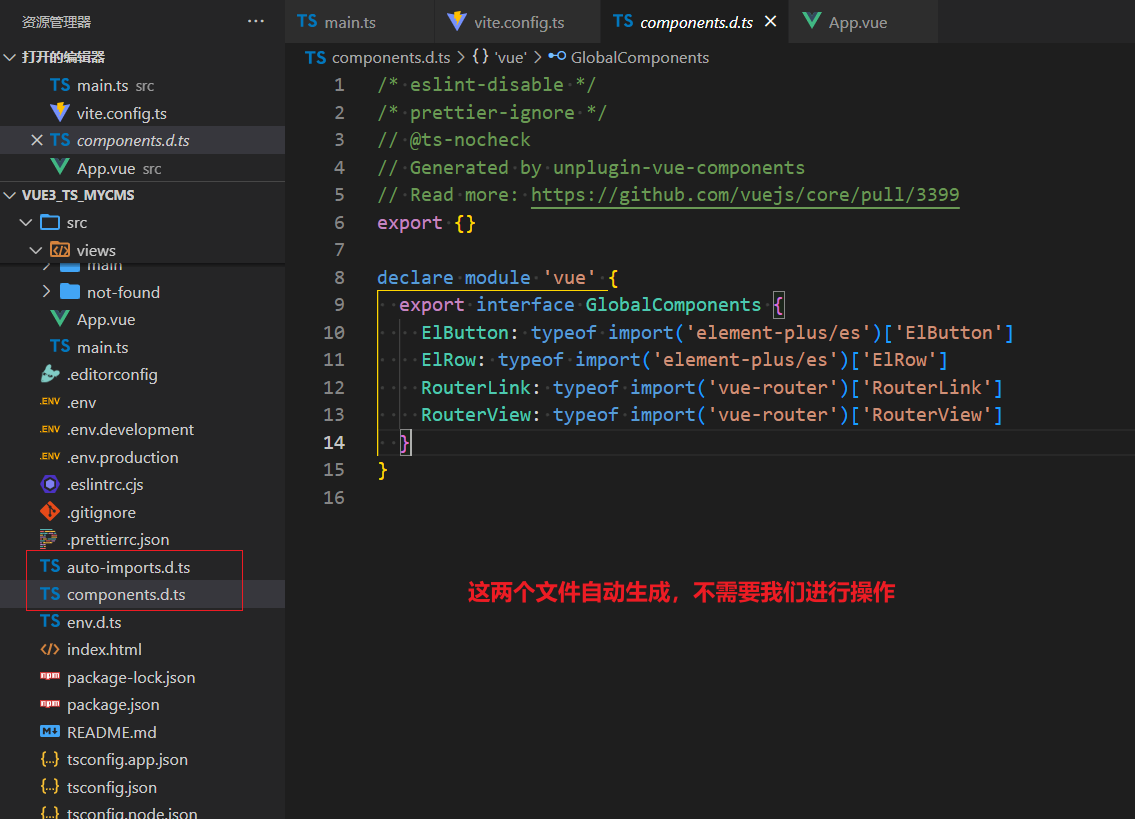 资源管理器 ···
打开的编辑器
TS main.ts src
vite.config.ts
TS components.d.ts
App.vue src
VUE3_TS_MYCMS
src
views
main
not-found
App.vue
TS main.ts
.editorconfig
.ENV .env
.ENV .env.development
.ENV .env.production
.eslintrc.cjs
.gitignore
.prettierrc.json
TS auto-imports.d.ts
TS components.d.ts
TS env.d.ts
index.html
npm package-lock.json
npm package.json
README.md
{..} tsconfig.app.json
{..} tsconfig.json
{..} tsconfig.node.json
TS main.ts vite.config.ts TS components.d.ts App.vue
TS components.d.ts > {} 'vue' > GlobalComponents
1 /* eslint-disable */
2 /* prettier-ignore */
3 // @ts-nocheck
4 // Generated by unplugin-vue-components
5 // Read more: https://github.com/vuejs/core/pull/3399
6 export {}
7
8 declare module 'vue' {
9 export interface GlobalComponents {
10 ElButton: typeof import('element-plus/es')['ElButton']
11 ElRow: typeof import('element-plus/es')['ElRow']
12 RouterLink: typeof import('vue-router')['RouterLink']
13 RouterView: typeof import('vue-router')['RouterView']
14 }
15 }
16
这两个文件自动生成，不需要我们进行操作